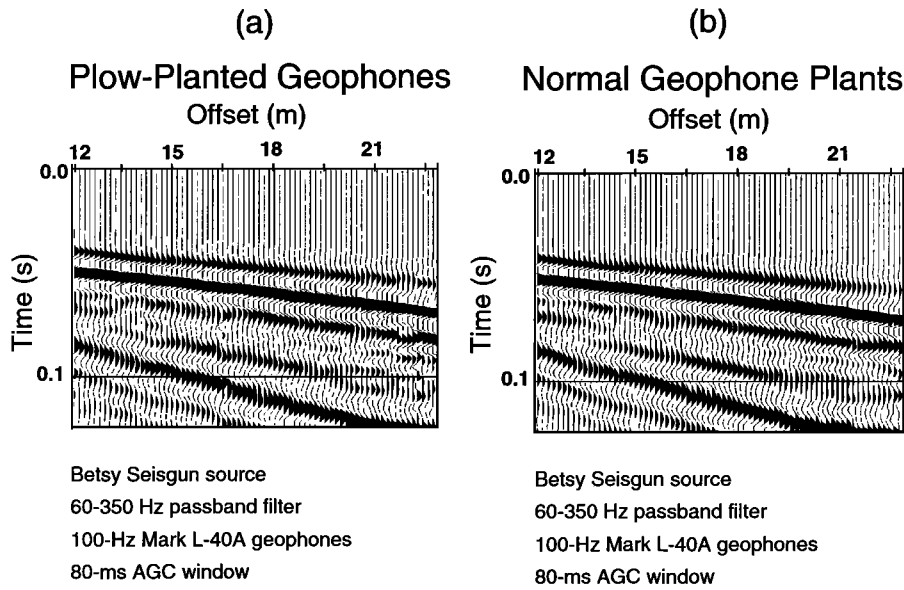 (a)
Plow-Planted Geophones
Offset (m)
12 15 18 21
0.0
Time (s)
0.1
Betsy Seisgun source
60-350 Hz passband filter
100-Hz Mark L-40A geophones
80-ms AGC window
(b)
Normal Geophone Plants
Offset (m)
12 15 18 21
0.0
Time (s)
0.1
Betsy Seisgun source
60-350 Hz passband filter
100-Hz Mark L-40A geophones
80-ms AGC window